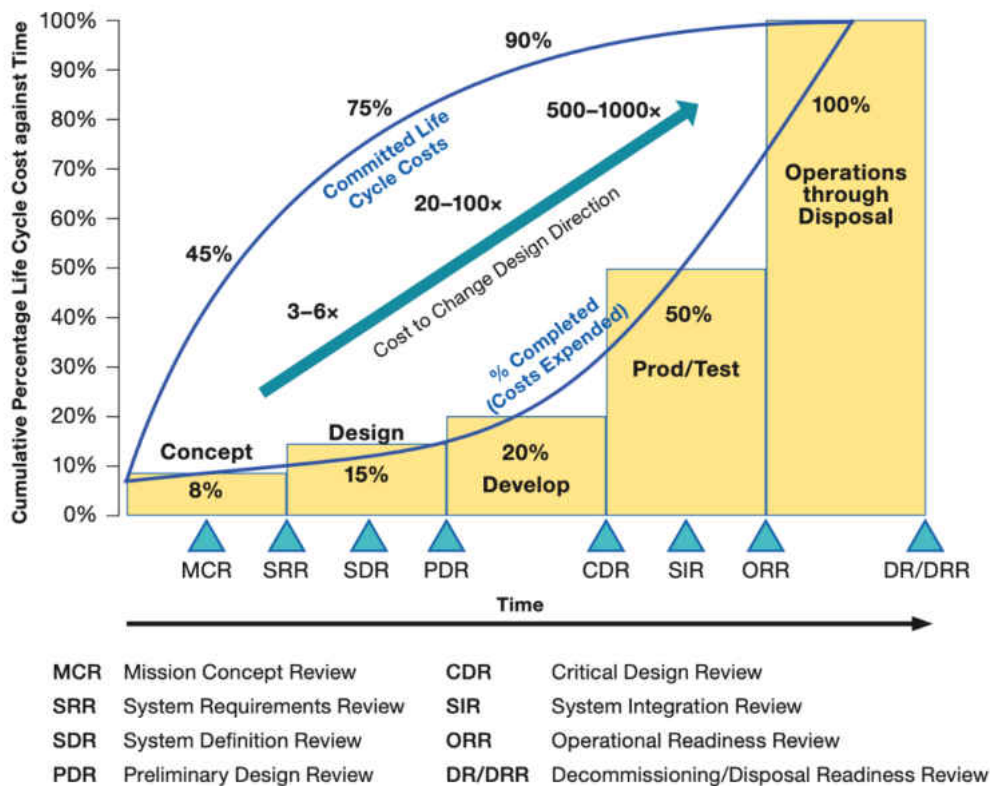 Cumulative Percentage Life Cycle Cost against Time
100%
90%
80%
70%
60%
50%
40%
30%
20%
10%
0%
45%
75%
90%
Committed Life
Cycle Costs
3–6×
20–100×
500–1000×
Cost to Change Design Direction
% Completed
(Costs Expended)
Concept
8%
Design
15%
20%
Develop
50%
Prod/Test
100%
Operations
through
Disposal
MCR SRR SDR PDR CDR SIR ORR DR/DRR
Time
MCR Mission Concept Review
SRR System Requirements Review
SDR System Definition Review
PDR Preliminary Design Review
CDR Critical Design Review
SIR System Integration Review
ORR Operational Readiness Review
DR/DRR Decommissioning/Disposal Readiness Review